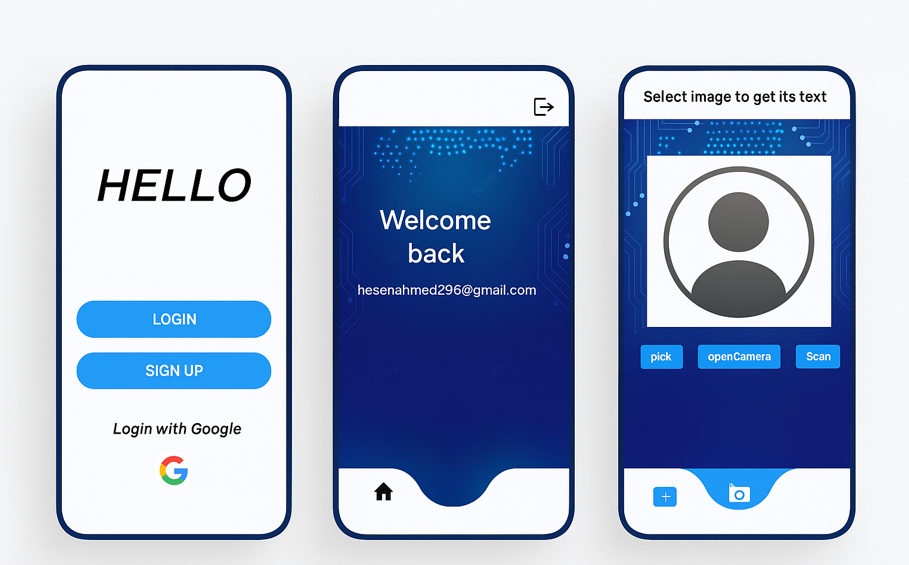 HELLO
LOGIN
SIGN UP
Login with Google
Welcome
back
hesenahmed296@gmail.com
Select image to get its text
pick
openCamera
Scan